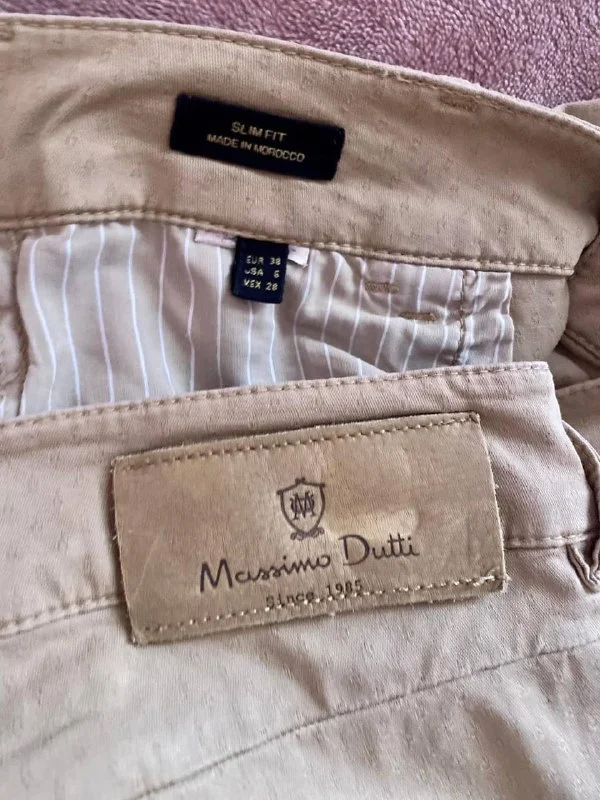 SLIM FIT
MADE IN MOROCCO
EUR 38
USA 6
MEX 28
Massimo Dutti
Since 1985